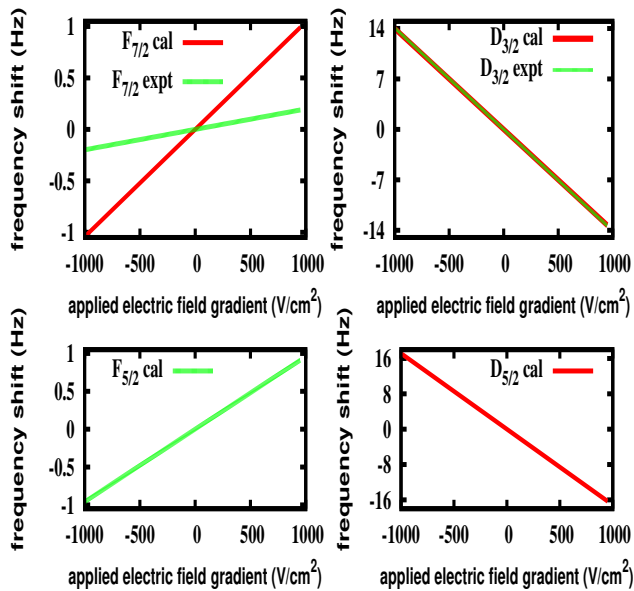 frequency shift (Hz)
1
0.5
0
-0.5
-1
F7/2 cal
F7/2 expt
-1000 -500 0 500 1000
applied electric field gradient (V/cm²)
frequency shift (Hz)
14
7
0
-7
-14
D3/2 cal
D3/2 expt
-1000 -500 0 500 1000
applied electric field gradient (V/cm²)
frequency shift (Hz)
1
0.5
0
-0.5
-1
F5/2 cal
-1000 -500 0 500 1000
applied electric field gradient (V/cm²)
frequency shift (Hz)
16
8
0
-8
-16
D5/2 cal
-1000 -500 0 500 1000
applied electric field gradient (V/cm²)